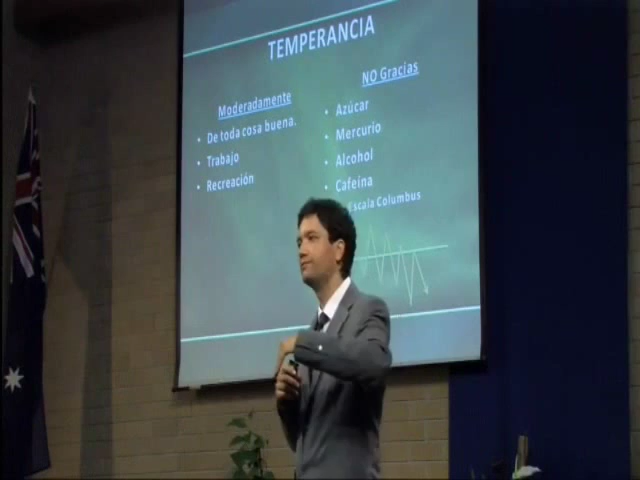 TEMPERANCIA
Moderadamente
• De toda cosa buena.
• Trabajo
• Recreación
NO Gracias
• Azúcar
• Mercurio
• Alcohol
• Cafeína
Escala Columbus